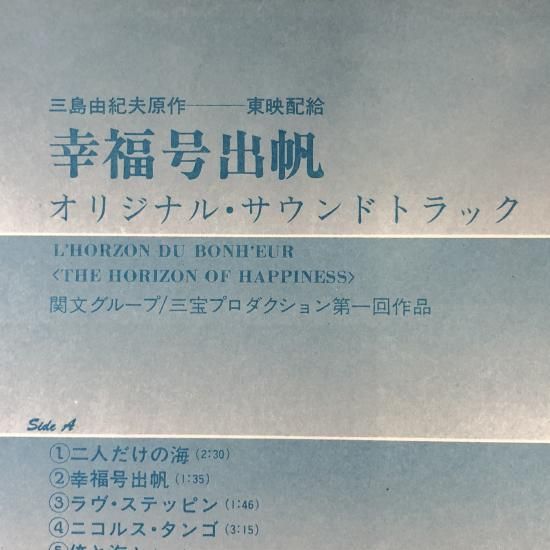 三島由紀夫原作———東映配給
幸福号出帆
オリジナル・サウンドトラック
L'HORZON DU BONH'EUR
〈THE HORIZON OF HAPPINESS〉
関文グループ/三宝プロダクション第一回作品
Side A
①二人だけの海(2:30)
②幸福号出帆(1:35)
③ラヴ・ステッピン(1:46)
④ニコルス・タンゴ(3:15)